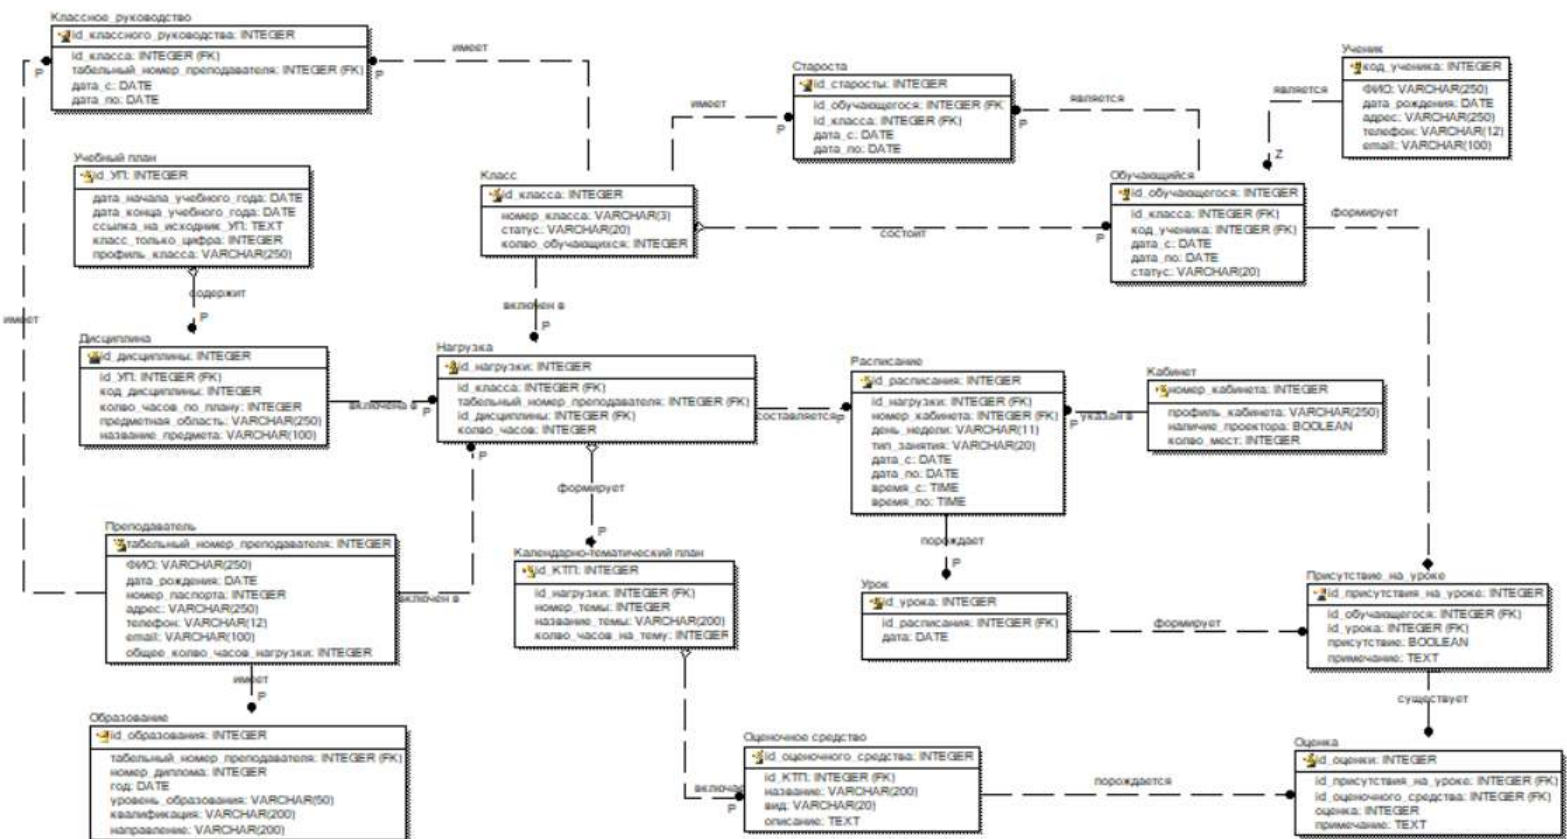 Классное_руководство
id_классного_руководства: INTEGER
id_класса: INTEGER (FK)
табельный_номер_преподавателя: INTEGER (FK)
дата_с: DATE
дата_по: DATE
P
P
имеет
имеет
Староста
id_старосты: INTEGER
id_обучающегося: INTEGER (FK
id_класса: INTEGER (FK)
дата_с: DATE
дата_по: DATE
имеет
P
является
P
Ученик
код_ученика: INTEGER
ФИО: VARCHAR(250)
дата_рождения: DATE
адрес: VARCHAR(250)
телефон: VARCHAR(12)
email: VARCHAR(100)
является
Z
Учебный план
id_УП: INTEGER
дата_начала_учебного_года: DATE
дата_конца_учебного_года: DATE
ссылка_на_исходник_УП: TEXT
класс_только_цифра: INTEGER
профиль_класса: VARCHAR(250)
содержит
P
Класс
id_класса: INTEGER
номер_класса: VARCHAR(3)
статус: VARCHAR(20)
колво_обучающихся: INTEGER
состоит
P
включен в
P
Обучающийся
id_обучающегося: INTEGER
id_класса: INTEGER (FK)
код_ученика: INTEGER (FK)
дата_с: DATE
дата_по: DATE
статус: VARCHAR(20)
формирует
Дисциплина
id_дисциплины: INTEGER
id_УП: INTEGER (FK)
код_дисциплины: INTEGER
колво_часов_по_плану: INTEGER
предметная_область: VARCHAR(250)
название_предмета: VARCHAR(100)
включена в
P
Нагрузка
id_нагрузки: INTEGER
id_класса: INTEGER (FK)
табельный_номер_преподавателя: INTEGER (FK)
id_дисциплины: INTEGER (FK)
колво_часов: INTEGER
P
составляется
P
формирует
P
Расписание
id_расписания: INTEGER
id_нагрузки: INTEGER (FK)
номер_кабинета: INTEGER (FK)
день_недели: VARCHAR(11)
тип_занятия: VARCHAR(20)
дата_с: DATE
дата_по: DATE
время_с: TIME
время_по: TIME
P
указан в
порождает
P
Кабинет
номер_кабинета: INTEGER
профиль_кабинета: VARCHAR(250)
наличие_проектора: BOOLEAN
колво_мест: INTEGER
Преподаватель
табельный_номер_преподавателя: INTEGER
ФИО: VARCHAR(250)
дата_рождения: DATE
номер_паспорта: INTEGER
адрес: VARCHAR(250)
телефон: VARCHAR(12)
email: VARCHAR(100)
общее_колво_часов_нагрузки: INTEGER
включен в
имеет
P
Календарно-тематический план
id_КТП: INTEGER
id_нагрузки: INTEGER (FK)
номер_темы: INTEGER
название_темы: VARCHAR(200)
колво_часов_на_тему: INTEGER
Урок
id_урока: INTEGER
id_расписания: INTEGER (FK)
дата: DATE
формирует
Присутствие_на_уроке
id_присутствия_на_уроке: INTEGER
id_обучающегося: INTEGER (FK)
id_урока: INTEGER (FK)
присутствие: BOOLEAN
примечание: TEXT
существует
Образование
id_образования: INTEGER
табельный_номер_преподавателя: INTEGER (FK)
номер_диплома: INTEGER
год: DATE
уровень_образования: VARCHAR(50)
квалификация: VARCHAR(200)
направление: VARCHAR(200)
P
Оценочное средство
id_оценочного_средства: INTEGER
id_КТП: INTEGER (FK)
название: VARCHAR(200)
вид: VARCHAR(20)
описание: TEXT
порождается
Оценка
id_оценки: INTEGER
id_присутствия_на_уроке: INTEGER (FK)
id_оценочного_средства: INTEGER (FK)
оценка: INTEGER
примечание: TEXT